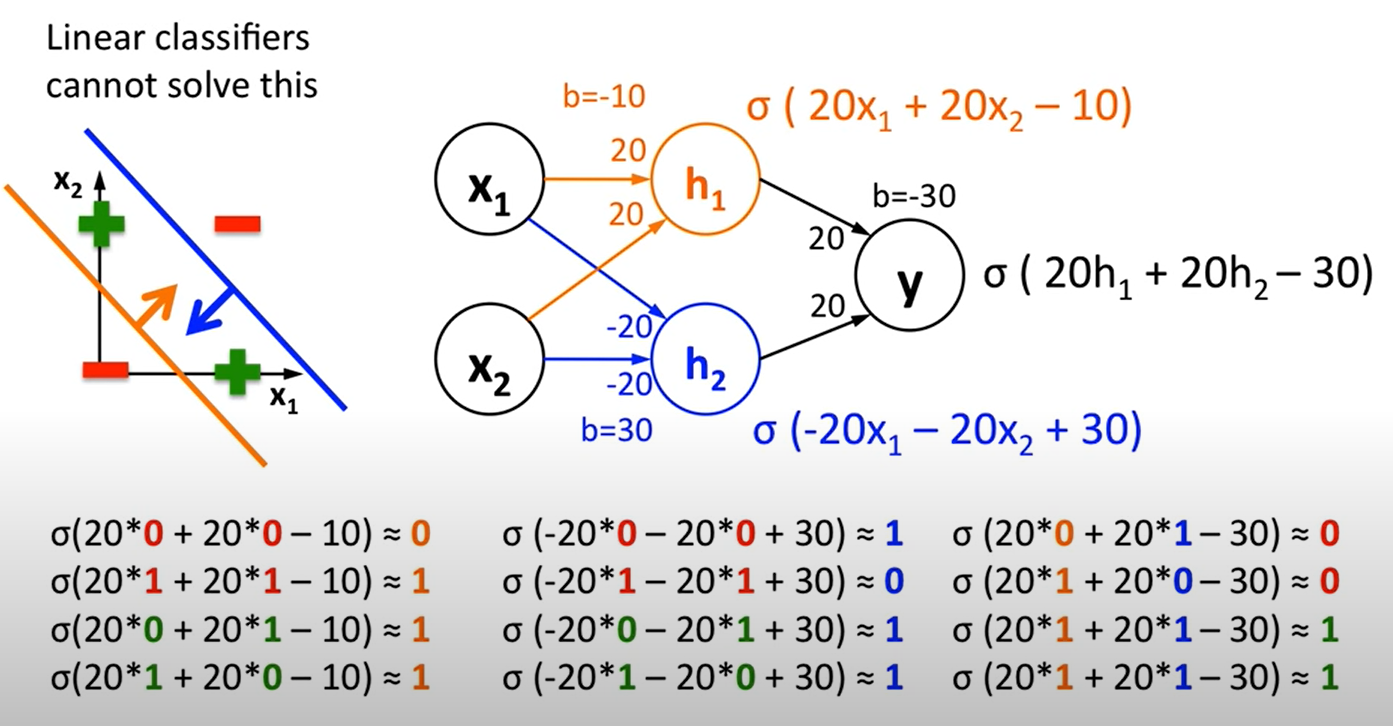 Linear classifiers
cannot solve this
x₂
x₁
b=-10
σ ( 20x₁ + 20x₂ – 10)
x₁
20
20
h₁
b=-30
20
y
σ ( 20h₁ + 20h₂ – 30)
20
x₂
-20
-20
h₂
b=30
σ (-20x₁ – 20x₂ + 30)
σ(20*0 + 20*0 – 10) ≈ 0
σ (-20*0 – 20*0 + 30) ≈ 1
σ (20*0 + 20*1 – 30) ≈ 0
σ(20*1 + 20*1 – 10) ≈ 1
σ (-20*1 – 20*1 + 30) ≈ 0
σ (20*1 + 20*0 – 30) ≈ 0
σ(20*0 + 20*1 – 10) ≈ 1
σ (-20*0 – 20*1 + 30) ≈ 1
σ (20*1 + 20*1 – 30) ≈ 1
σ(20*1 + 20*0 – 10) ≈ 1
σ (-20*1 – 20*0 + 30) ≈ 1
σ (20*1 + 20*1 – 30) ≈ 1